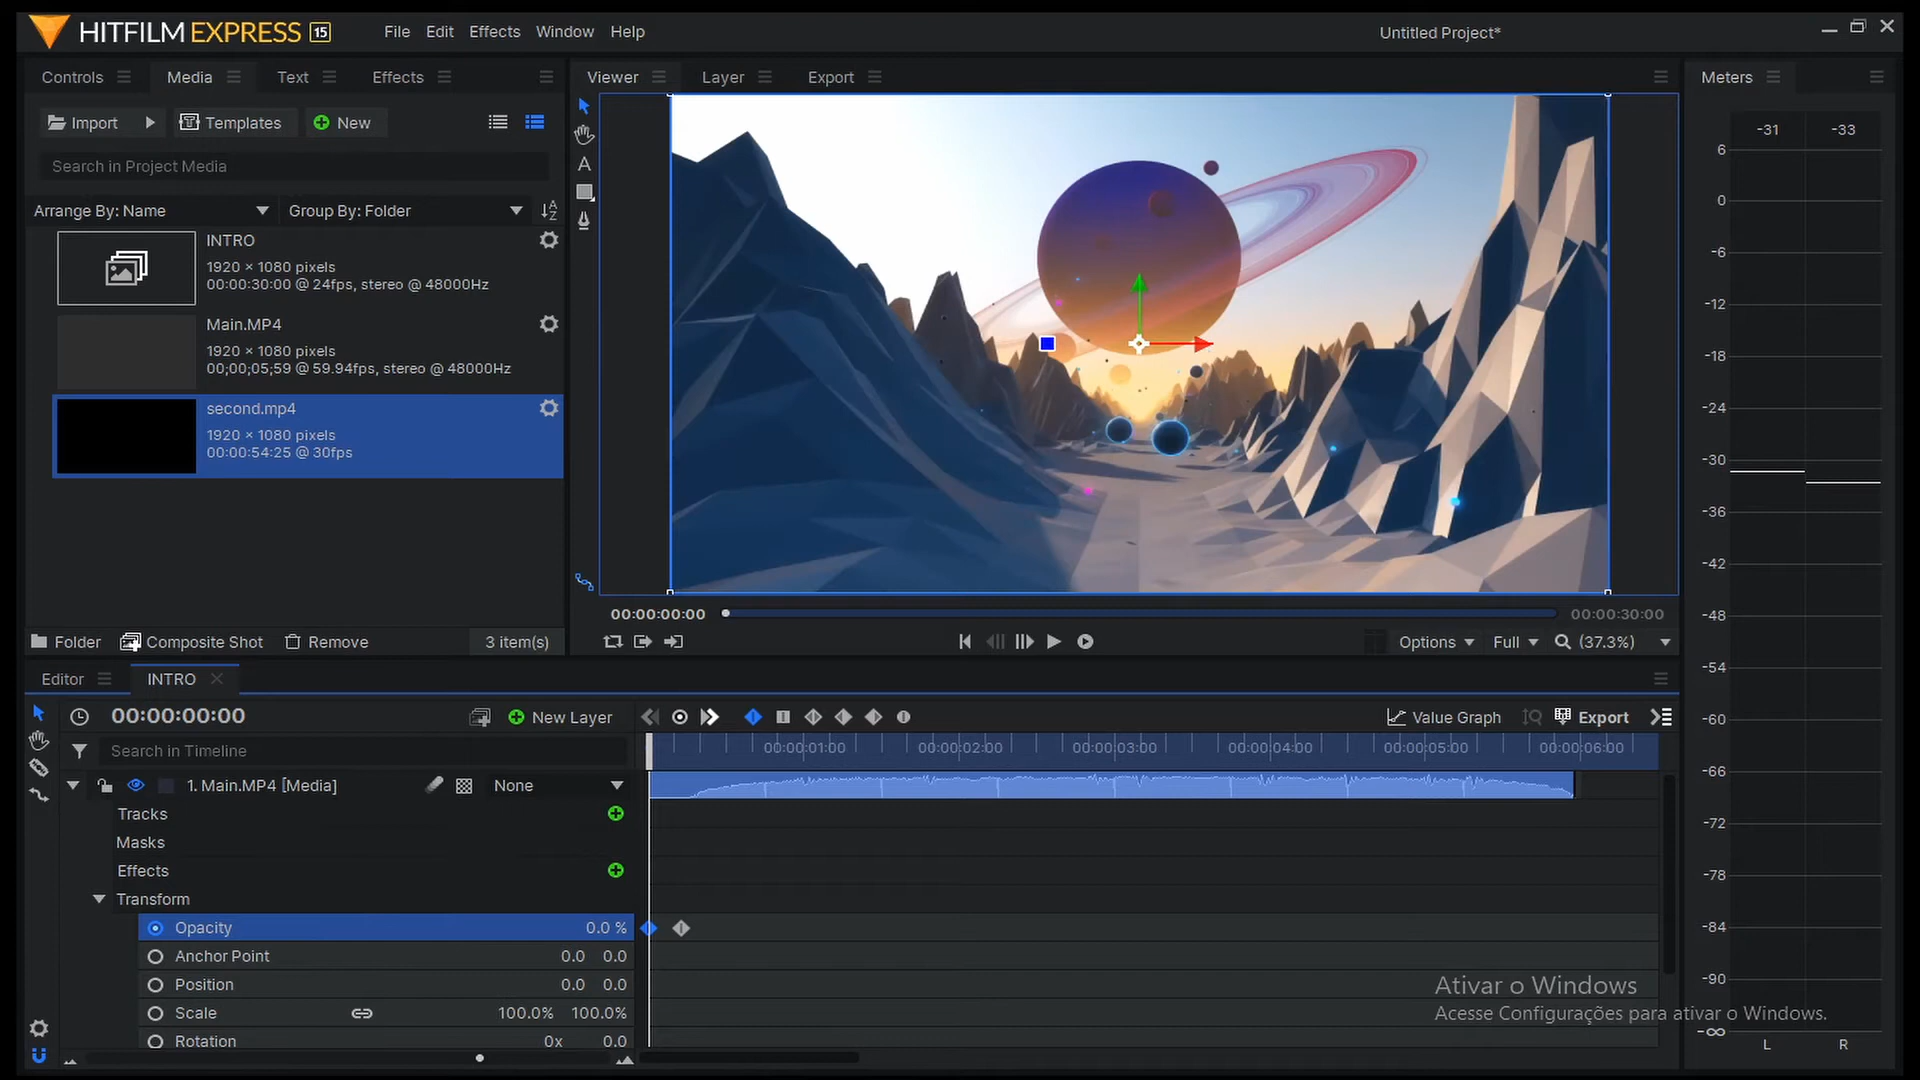 HITFILM EXPRESS 15 File Edit Effects Window Help Untitled Project*
Controls Media Text Effects
Import Templates New
Search in Project Media
Arrange By: Name Group By: Folder
INTRO
1920 × 1080 pixels
00:00:30:00 @ 24fps, stereo @ 48000Hz
Main.MP4
1920 × 1080 pixels
00;00;05;59 @ 59.94fps, stereo @ 48000Hz
second.mp4
1920 × 1080 pixels
00:00:54:25 @ 30fps
Folder Composite Shot Remove 3 item(s)
Viewer Layer Export
00:00:00:00 00:00:30:00
Options Full (37.3%)
Meters
-31 -33
6
0
-6
-12
-18
-24
-30
-36
-42
-48
-54
-60
-66
-72
-78
-84
-90
-∞
L R
Editor INTRO
00:00:00:00 New Layer Value Graph Export
Search in Timeline 00:00:01:00 00:00:02:00 00:00:03:00 00:00:04:00 00:00:05:00 00:00:06:00
1. Main.MP4 [Media] None
Tracks
Masks
Effects
Transform
Opacity 0.0 %
Anchor Point 0.0 0.0
Position 0.0 0.0
Scale 100.0% 100.0%
Rotation 0x 0.0
Ativar o Windows
Acesse Configurações para ativar o Windows.